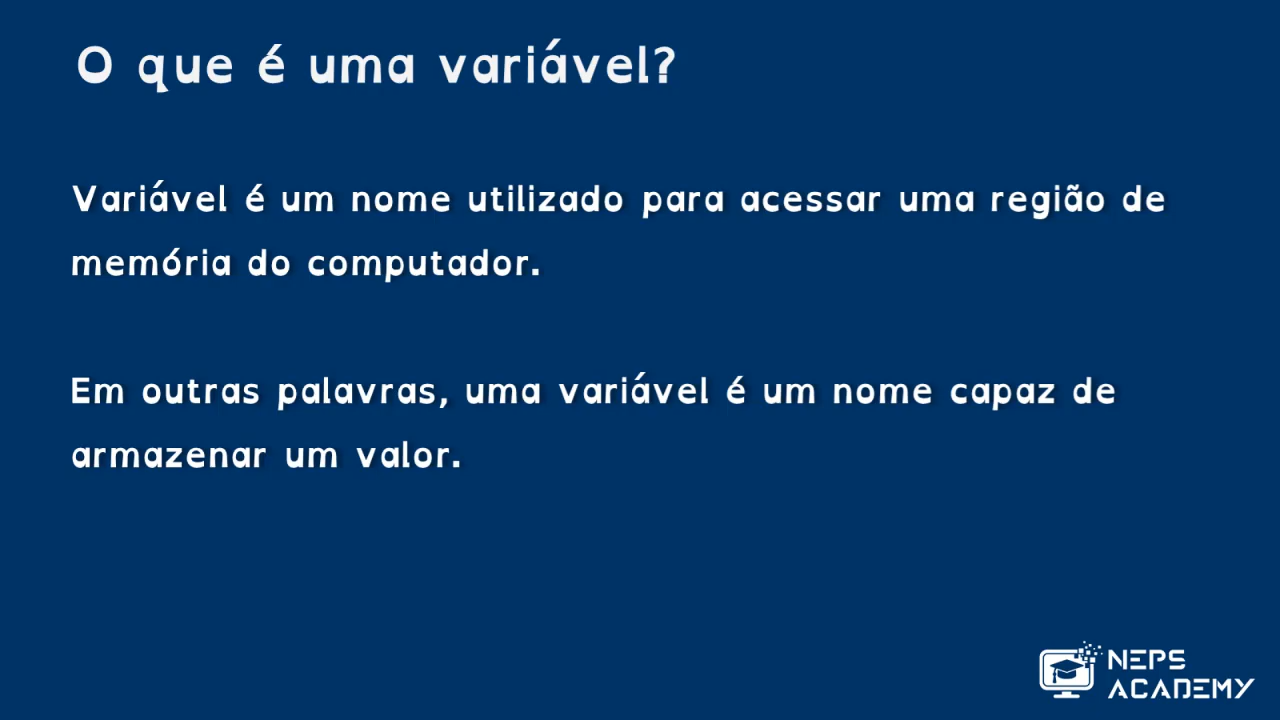 O que é uma variável?
Variável é um nome utilizado para acessar uma região de
memória do computador.
Em outras palavras, uma variável é um nome capaz de
armazenar um valor.
NEPS
ACADEMY